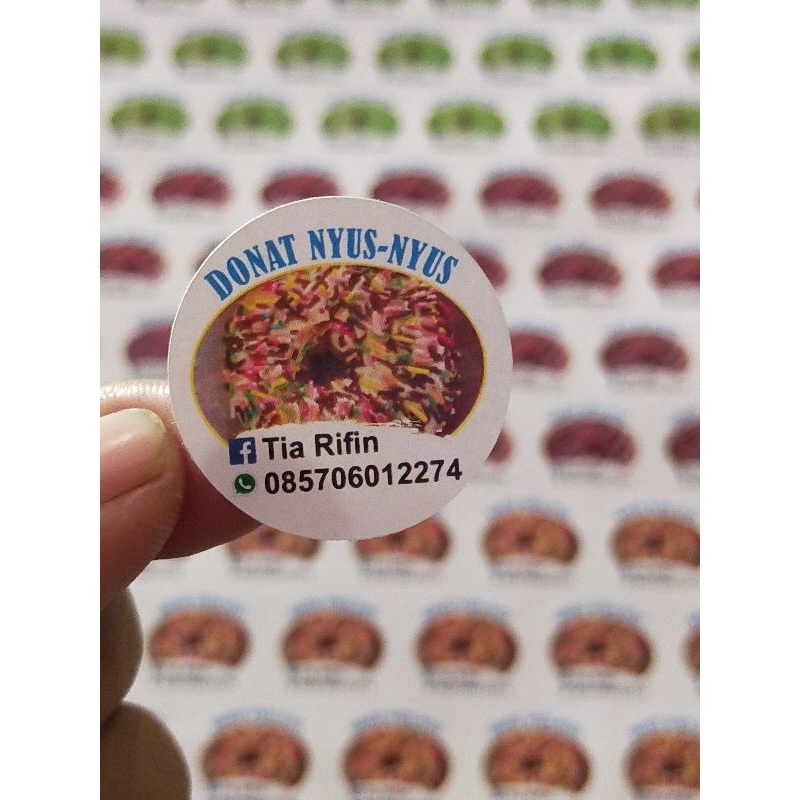 DONAT NYUS-NYUS
Tia Rifin
085706012274